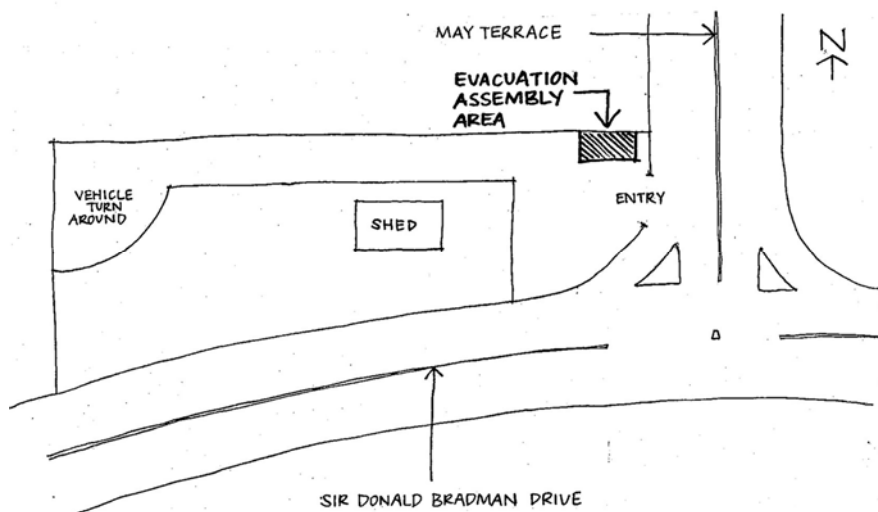 MAY TERRACE
N
EVACUATION
ASSEMBLY
AREA
VEHICLE
TURN
AROUND
SHED
ENTRY
SIR DONALD BRADMAN DRIVE